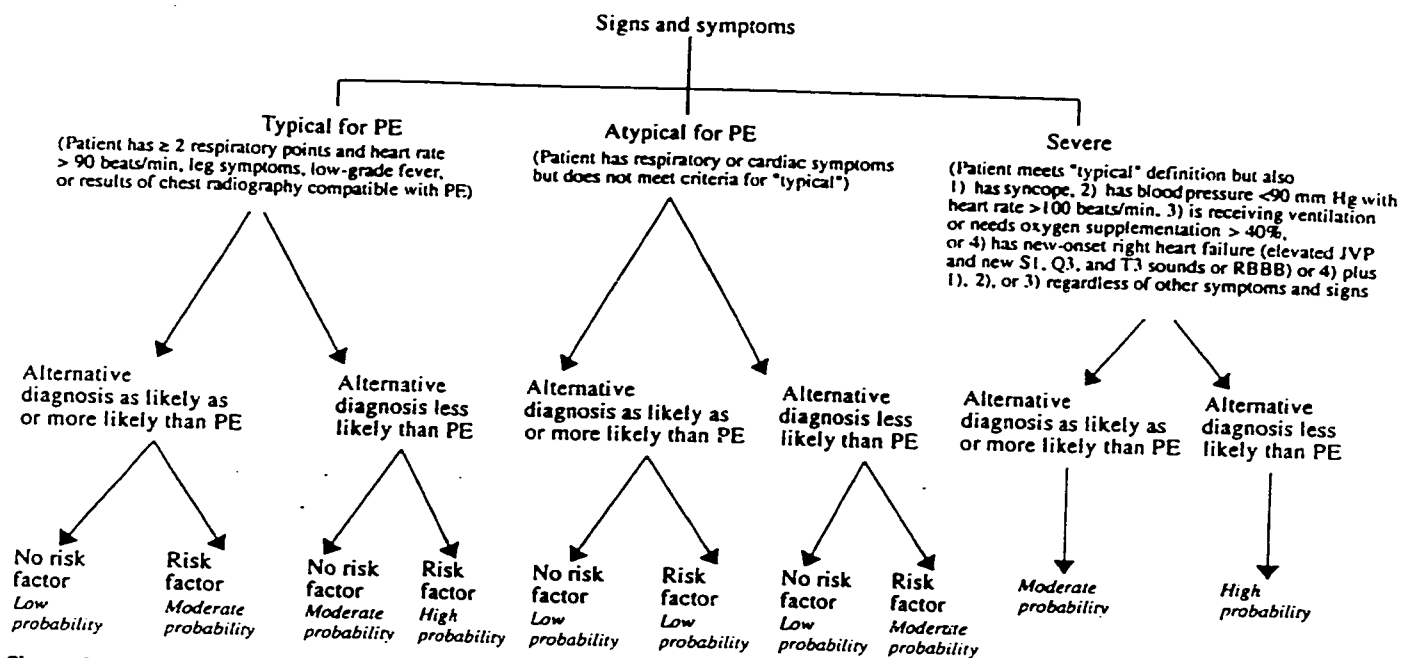 Signs and symptoms
Typical for PE
(Patient has ≥ 2 respiratory points and heart rate
> 90 beats/min, leg symptoms, low-grade fever,
or results of chest radiography compatible with PE)
Atypical for PE
(Patient has respiratory or cardiac symptoms
but does not meet criteria for "typical")
Severe
(Patient meets "typical" definition but also
1) has syncope, 2) has blood pressure <90 mm Hg with
heart rate >100 beats/min, 3) is receiving ventilation
or needs oxygen supplementation > 40%,
or 4) has new-onset right heart failure (elevated JVP
and new S1, Q3, and T3 sounds or RBBB) or 4) plus
1), 2), or 3) regardless of other symptoms and signs
Alternative
diagnosis as likely as
or more likely than PE
Alternative
diagnosis less
likely than PE
Alternative
diagnosis as likely as
or more likely than PE
Alternative
diagnosis less
likely than PE
Alternative
diagnosis as likely as
or more likely than PE
Alternative
diagnosis less
likely than PE
No risk
factor
Low
probability
Risk
factor
Moderate
probability
No risk
factor
Moderate
probability
Risk
factor
High
probability
No risk
factor
Low
probability
Risk
factor
Low
probability
No risk
factor
Low
probability
Risk
factor
Moderate
probability
Moderate
probability
High
probability